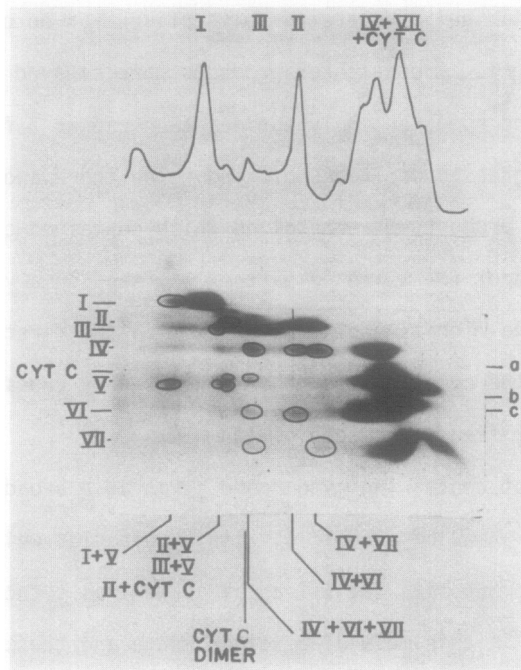 I III II IV+VII
+CYT C
I
II
III
IV
CYT C
V
VI
VII
a
b
c
I+V
II+V
III+V
II+CYT C
CYT C
DIMER
IV+VII
IV+VI
IV+VI+VII